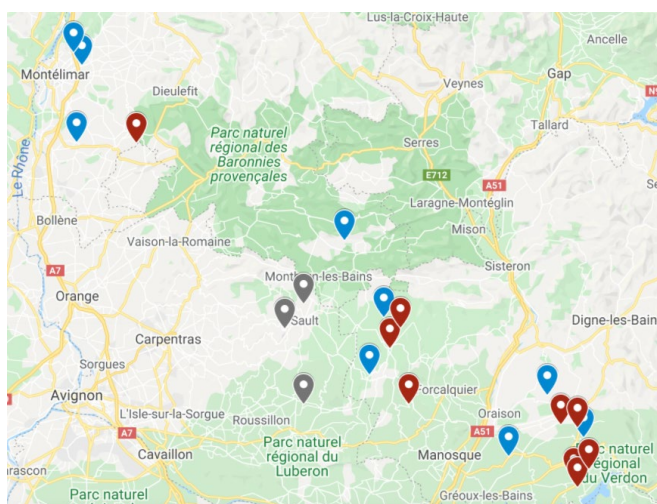 Lus-la-Croix-Haute
Ancelle
Montélimar
Gap
Veynes
Dieulefit
N9
Tallard
Parc naturel
régional des
Baronnies
provençales
Serres
Le Rhône
E712
A51
Laragne-Montéglin
Bollène
Mison
Vaison-la-Romaine
Sisteron
A7
Orange
Sault
Digne-les-Bain
Carpentras
Sorgues
Forcalquier
Avignon
L'Isle-sur-la-Sorgue
Roussillon
Oraison
A7
A51
Cavaillon
Parc naturel
régional du
Luberon
Manosque
Parc naturel
régional
du Verdon
arascon
Parc naturel
Gréoux-les-Bains